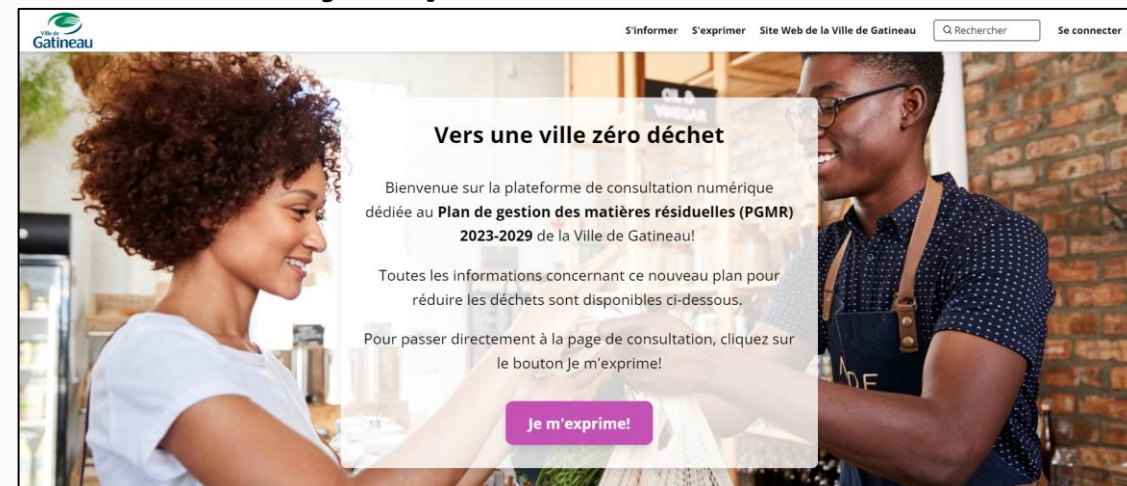 Ville de
Gatineau
S'informer S'exprimer Site Web de la Ville de Gatineau Rechercher Se connecter
OIL &
VINEGAR
Vers une ville zéro déchet
Bienvenue sur la plateforme de consultation numérique
dédiée au Plan de gestion des matières résiduelles (PGMR)
2023-2029 de la Ville de Gatineau!
Toutes les informations concernant ce nouveau plan pour
réduire les déchets sont disponibles ci-dessous.
Pour passer directement à la page de consultation, cliquez sur
le bouton Je m'exprime!
Je m'exprime!